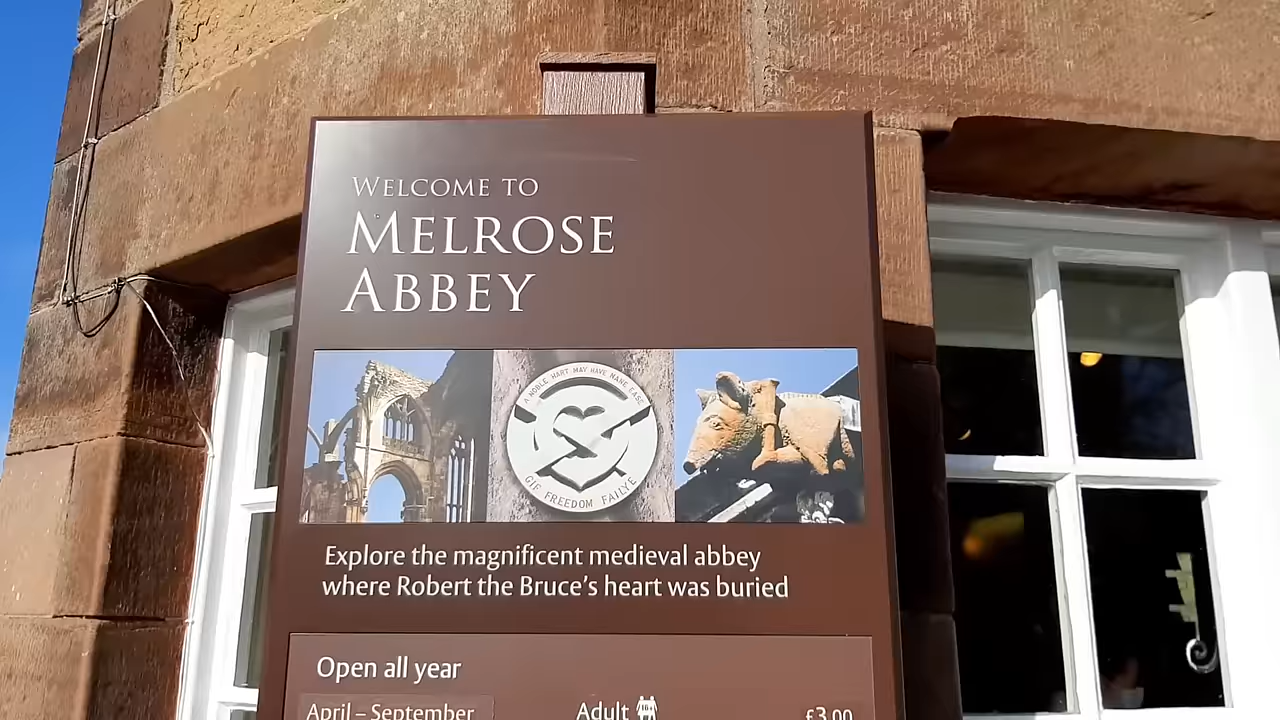 WELCOME TO
MELROSE
ABBEY
A NOBLE HART MAY HAVE NANE EASE
GIF FREEDOM FAILYE
Explore the magnificent medieval abbey
where Robert the Bruce's heart was buried
Open all year
April – September
Adult 16+ £3.00